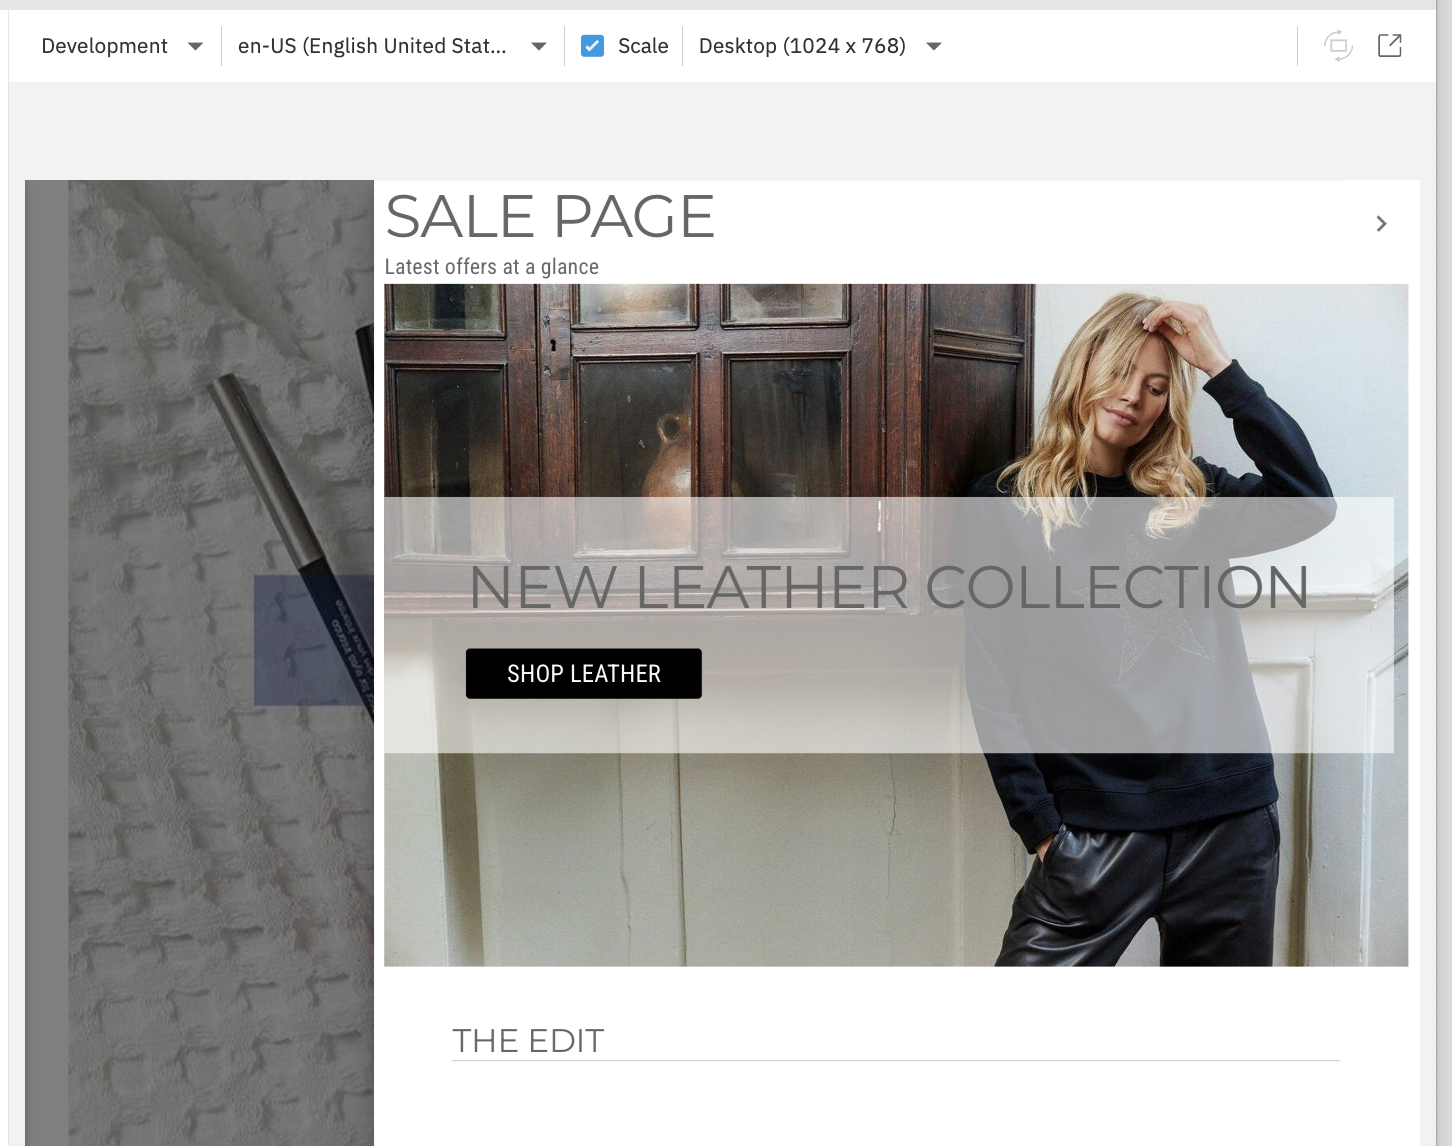 Development
en-US (English United Stat...
Scale
Desktop (1024 x 768)
SALE PAGE
Latest offers at a glance
NEW LEATHER COLLECTION
SHOP LEATHER
THE EDIT